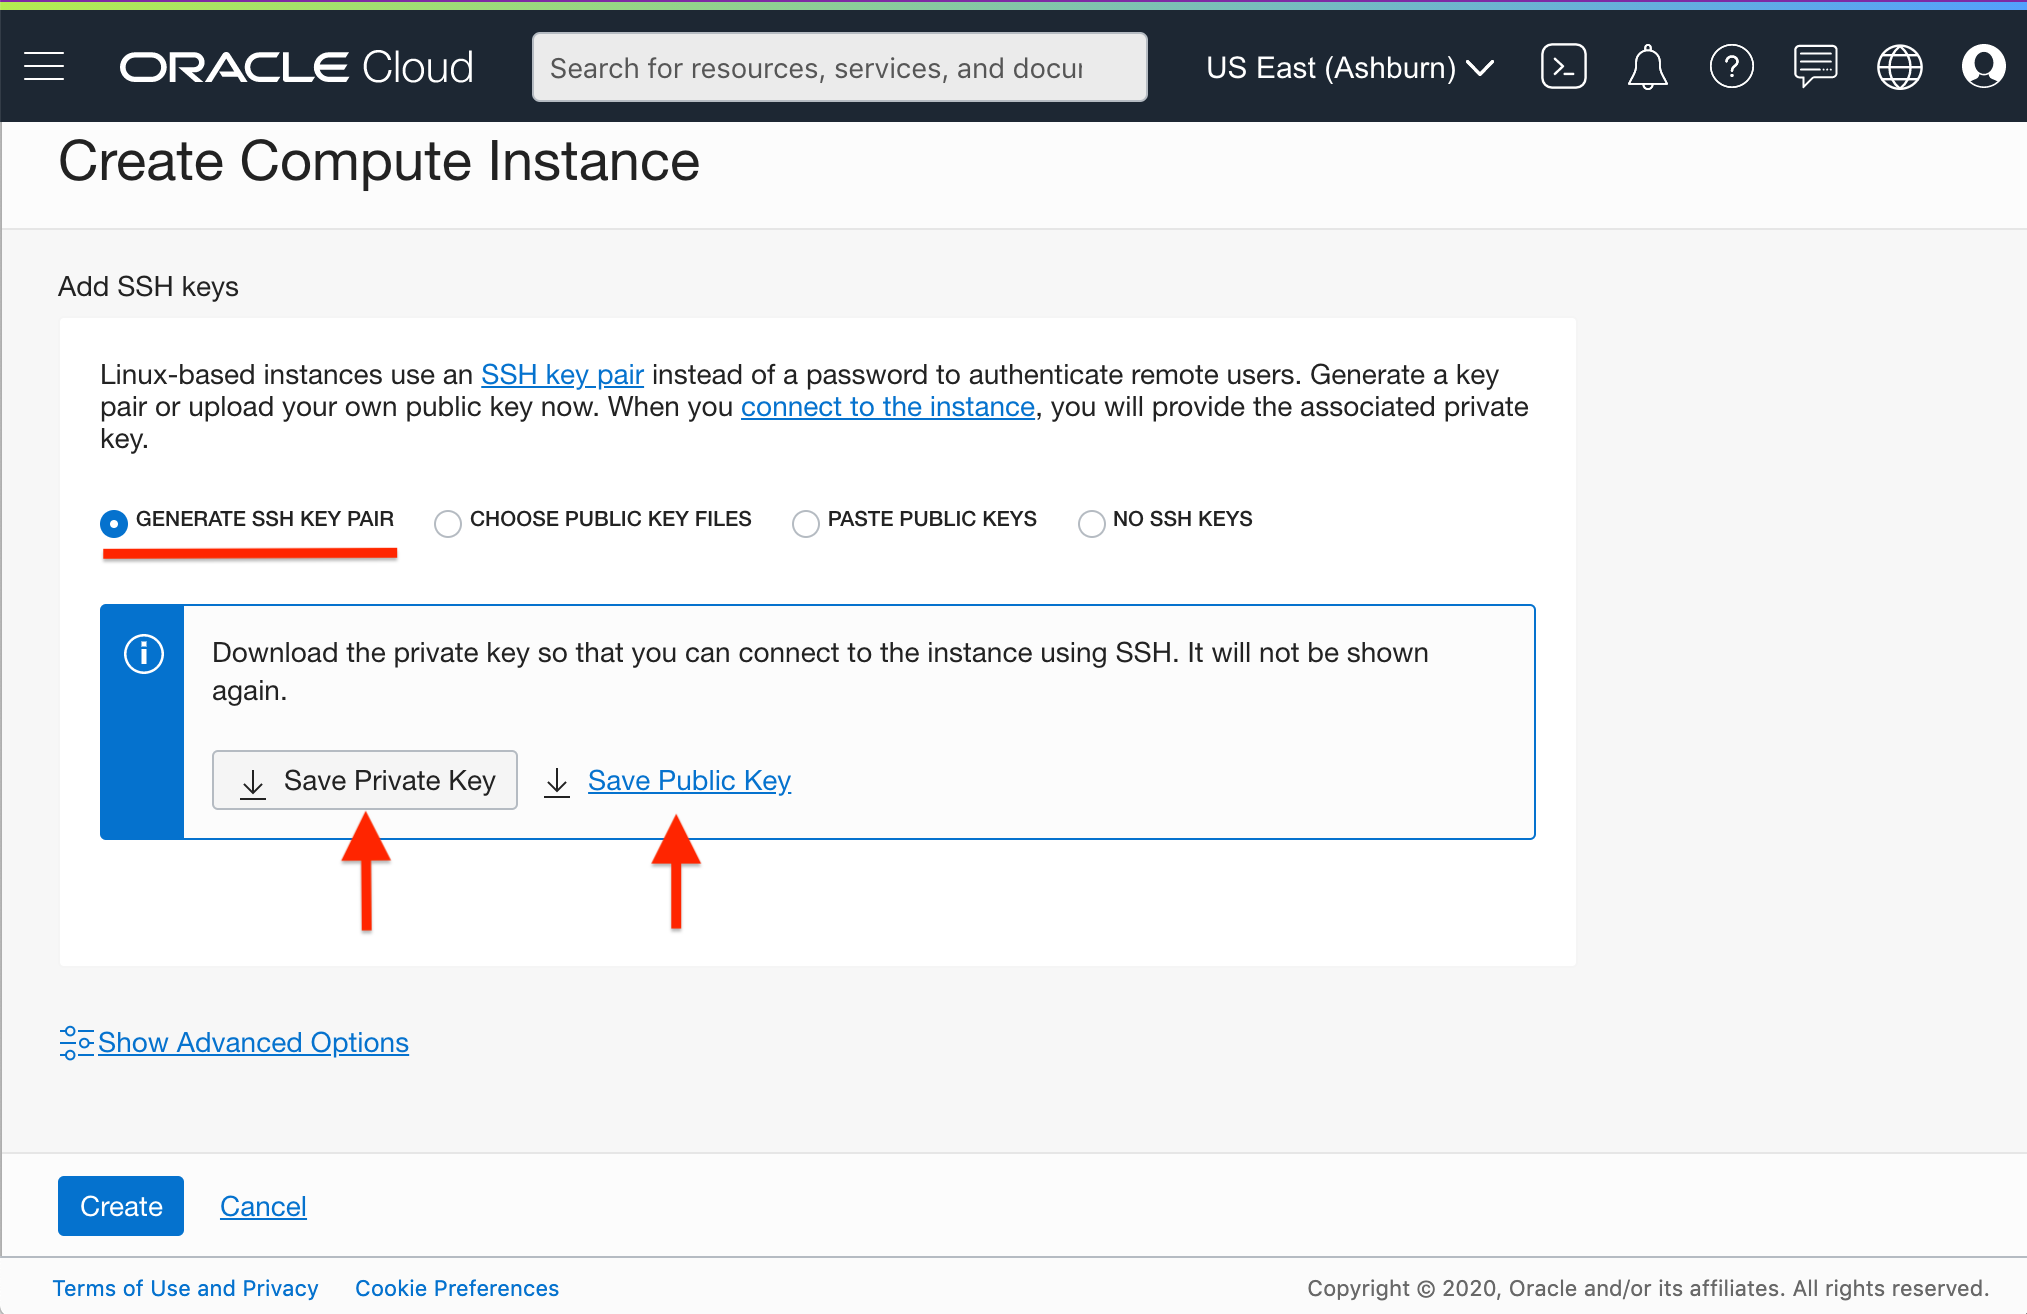 ORACLE Cloud
Search for resources, services, and docu
US East (Ashburn)
Create Compute Instance
Add SSH keys
Linux-based instances use an SSH key pair instead of a password to authenticate remote users. Generate a key
pair or upload your own public key now. When you connect to the instance, you will provide the associated private
key.
GENERATE SSH KEY PAIR
CHOOSE PUBLIC KEY FILES
PASTE PUBLIC KEYS
NO SSH KEYS
Download the private key so that you can connect to the instance using SSH. It will not be shown
again.
Save Private Key
Save Public Key
Show Advanced Options
Create
Cancel
Terms of Use and Privacy
Cookie Preferences
Copyright © 2020, Oracle and/or its affiliates. All rights reserved.